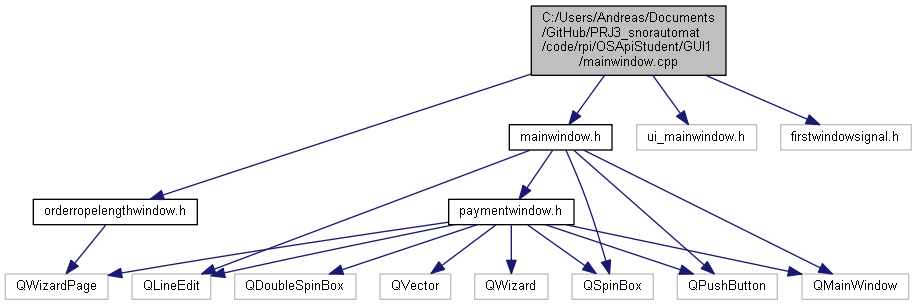 C:/Users/Andreas/Documents
/GitHub/PRJ3_snorautomat
/code/rpi/OSApiStudent/GUI1
/mainwindow.cpp
mainwindow.h
ui_mainwindow.h
firstwindowsignal.h
orderropelengthwindow.h
paymentwindow.h
QWizardPage
QLineEdit
QDoubleSpinBox
QVector
QWizard
QSpinBox
QPushButton
QMainWindow